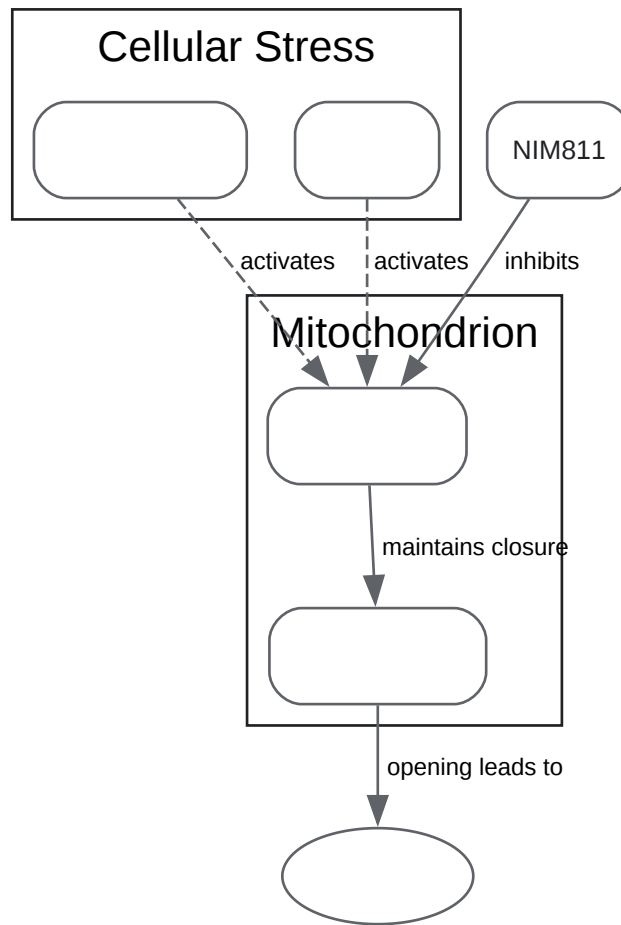 Cellular Stress
NIM811
activates
activates
inhibits
Mitochondrion
maintains closure
opening leads to